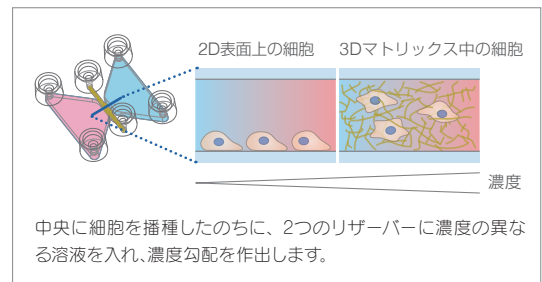 2D表面上の細胞 3Dマトリックス中の細胞
濃度
中央に細胞を播種したのちに、2つのリザーバーに濃度の異な
る溶液を入れ、濃度勾配を作出します。